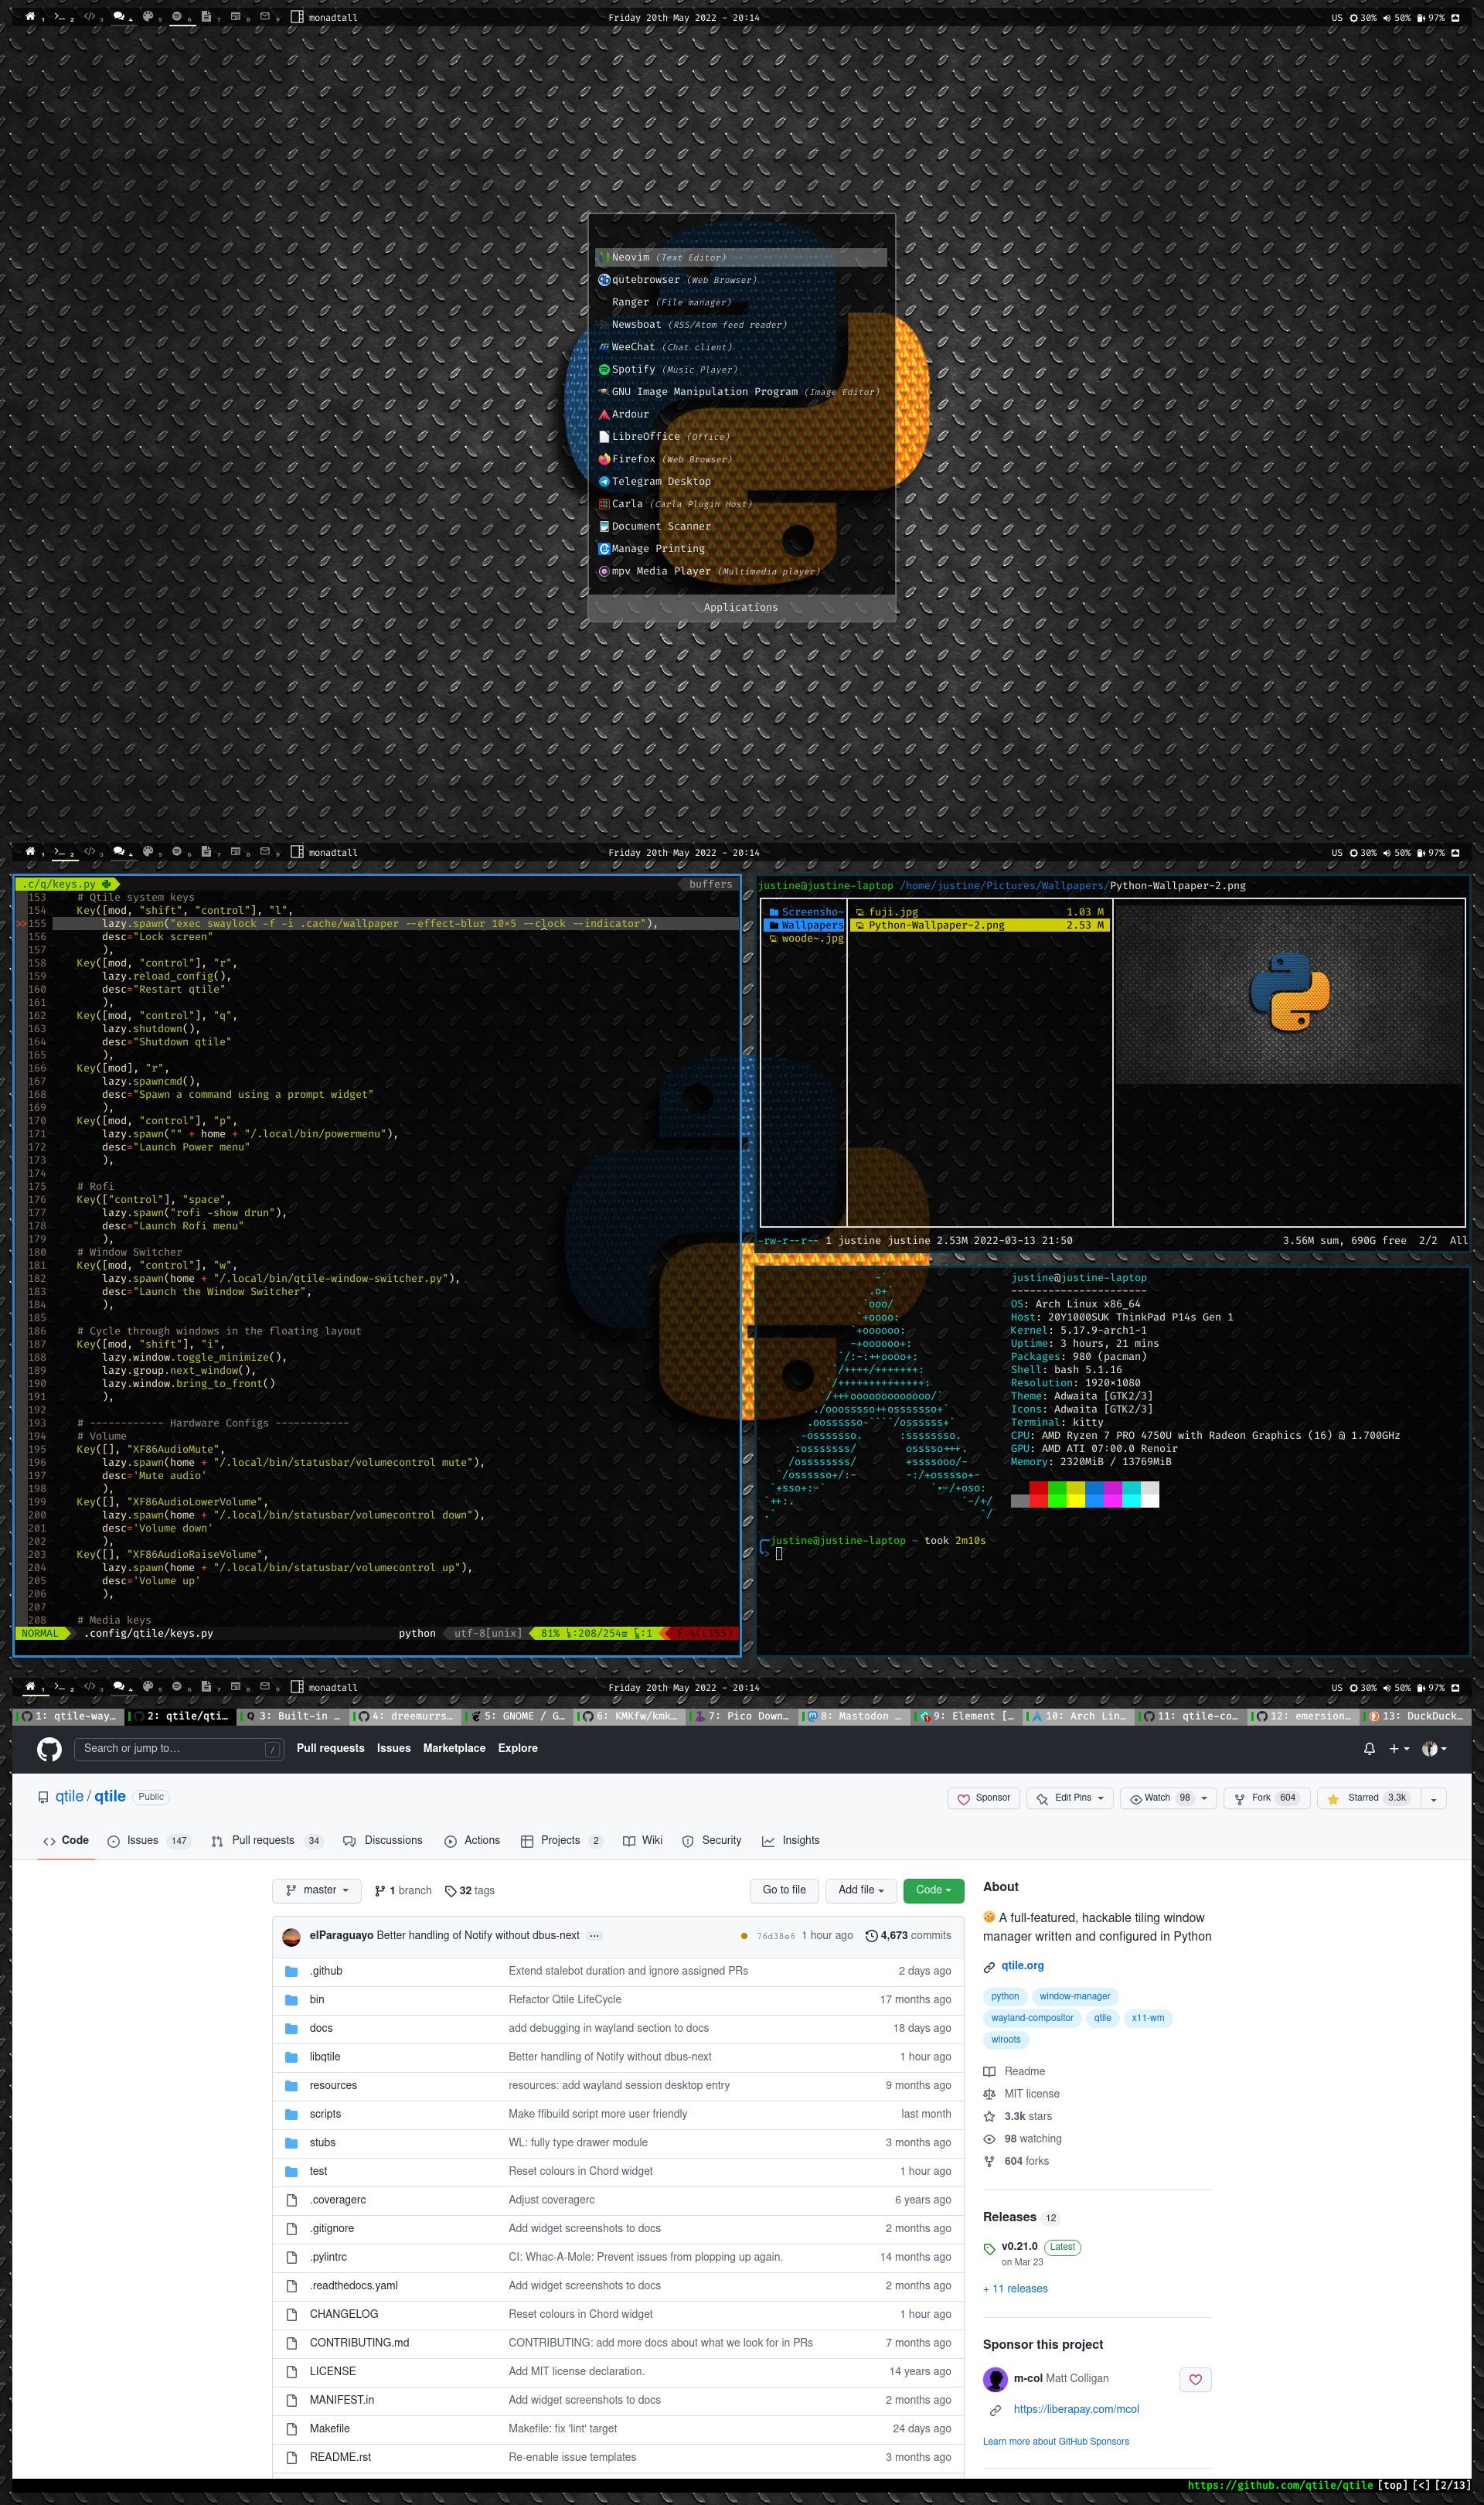 1 2 3 4 5 6 7 8 9 monadtall Friday 20th May 2022 - 20:14 US 30% 50% 97%
Neovim (Text Editor)
qutebrowser (Web Browser)
Ranger (File manager)
Newsboat (RSS/Atom feed reader)
WeeChat (Chat client)
Spotify (Music Player)
GNU Image Manipulation Program (Image Editor)
Ardour
LibreOffice (Office)
Firefox (Web Browser)
Telegram Desktop
Carla (Carla Plugin Host)
Document Scanner
Manage Printing
mpv Media Player (Multimedia player)
Applications
1 2 3 4 5 6 7 8 9 monadtall Friday 20th May 2022 - 20:14 US 30% 50% 97%
.c/q/keys.py buffers
153 # Qtile system keys
154 Key([mod, "shift", "control"], "l",
>>155 lazy.spawn("exec swaylock -f -i .cache/wallpaper --effect-blur 10×5 --clock --indicator"),
156 desc="Lock screen"
157 ),
158 Key([mod, "control"], "r",
159 lazy.reload_config(),
160 desc="Restart qtile"
161 ),
162 Key([mod, "control"], "q",
163 lazy.shutdown(),
164 desc="Shutdown qtile"
165 ),
166 Key([mod], "r",
167 lazy.spawncmd(),
168 desc="Spawn a command using a prompt widget"
169 ),
170 Key([mod, "control"], "p",
171 lazy.spawn("" + home + "/.local/bin/powermenu"),
172 desc="Launch Power menu"
173 ),
174
175 # Rofi
176 Key(["control"], "space",
177 lazy.spawn("rofi -show drun"),
178 desc="Launch Rofi menu"
179 ),
180 # Window Switcher
181 Key([mod, "control"], "w",
182 lazy.spawn(home + "/.local/bin/qtile-window-switcher.py"),
183 desc="Launch the Window Switcher",
184 ),
185
186 # Cycle through windows in the floating layout
187 Key([mod, "shift"], "i",
188 lazy.window.toggle_minimize(),
189 lazy.group.next_window(),
190 lazy.window.bring_to_front()
191 ),
192
193 # ------------ Hardware Configs ------------
194 # Volume
195 Key([], "XF86AudioMute",
196 lazy.spawn(home + "/.local/bin/statusbar/volumecontrol mute"),
197 desc='Mute audio'
198 ),
199 Key([], "XF86AudioLowerVolume",
200 lazy.spawn(home + "/.local/bin/statusbar/volumecontrol down"),
201 desc='Volume down'
202 ),
203 Key([], "XF86AudioRaiseVolume",
204 lazy.spawn(home + "/.local/bin/statusbar/volumecontrol up"),
205 desc='Volume up'
206 ),
207
208 # Media keys
NORMAL .config/qtile/keys.py python utf-8[unix] 81% :208/254≡ :1 E:4(L155)
justine@justine-laptop /home/justine/Pictures/Wallpapers/Python-Wallpaper-2.png
Screensho~ fuji.jpg 1.03 M
Wallpapers Python-Wallpaper-2.png 2.53 M
woode~.jpg
-rw-r--r-- 1 justine justine 2.53M 2022-03-13 21:50 3.56M sum, 690G free 2/2 All
justine@justine-laptop
----------------------
OS: Arch Linux x86_64
Host: 20Y1000SUK ThinkPad P14s Gen 1
Kernel: 5.17.9-arch1-1
Uptime: 3 hours, 21 mins
Packages: 980 (pacman)
Shell: bash 5.1.16
Resolution: 1920×1080
Theme: Adwaita [GTK2/3]
Icons: Adwaita [GTK2/3]
Terminal: kitty
CPU: AMD Ryzen 7 PRO 4750U with Radeon Graphics (16) @ 1.700GHz
GPU: AMD ATI 07:00.0 Renoir
Memory: 2320MiB / 13769MiB
justine@justine-laptop ~ took 2m10s
>
1 2 3 4 5 6 7 8 9 monadtall Friday 20th May 2022 - 20:14 US 30% 50% 97%
1: qtile-way… 2: qtile/qti… 3: Built-in … 4: dreemurrs… 5: GNOME / G… 6: KMKfw/kmk… 7: Pico Down… 8: Mastodon … 9: Element [… 10: Arch Lin… 11: qtile-co… 12: emersion… 13: DuckDuck…
Search or jump to… / Pull requests Issues Marketplace Explore
qtile / qtile Public Sponsor Edit Pins Watch 98 Fork 604 Starred 3.3k
Code Issues 147 Pull requests 34 Discussions Actions Projects 2 Wiki Security Insights
master 1 branch 32 tags Go to file Add file Code
elParaguayo Better handling of Notify without dbus-next ··· 76d38e6 1 hour ago 4,673 commits
.github Extend stalebot duration and ignore assigned PRs 2 days ago
bin Refactor Qtile LifeCycle 17 months ago
docs add debugging in wayland section to docs 18 days ago
libqtile Better handling of Notify without dbus-next 1 hour ago
resources resources: add wayland session desktop entry 9 months ago
scripts Make ffibuild script more user friendly last month
stubs WL: fully type drawer module 3 months ago
test Reset colours in Chord widget 1 hour ago
.coveragerc Adjust coveragerc 6 years ago
.gitignore Add widget screenshots to docs 2 months ago
.pylintrc CI: Whac-A-Mole: Prevent issues from plopping up again. 14 months ago
.readthedocs.yaml Add widget screenshots to docs 2 months ago
CHANGELOG Reset colours in Chord widget 1 hour ago
CONTRIBUTING.md CONTRIBUTING: add more docs about what we look for in PRs 7 months ago
LICENSE Add MIT license declaration. 14 years ago
MANIFEST.in Add widget screenshots to docs 2 months ago
Makefile Makefile: fix 'lint' target 24 days ago
README.rst Re-enable issue templates 3 months ago
About
A full-featured, hackable tiling window
manager written and configured in Python
qtile.org
python window-manager
wayland-compositor qtile x11-wm
wlroots
Readme
MIT license
3.3k stars
98 watching
604 forks
Releases 12
v0.21.0 Latest
on Mar 23
+ 11 releases
Sponsor this project
m-col Matt Colligan
https://liberapay.com/mcol
Learn more about GitHub Sponsors
https://github.com/qtile/qtile [top] [<] [2/13]